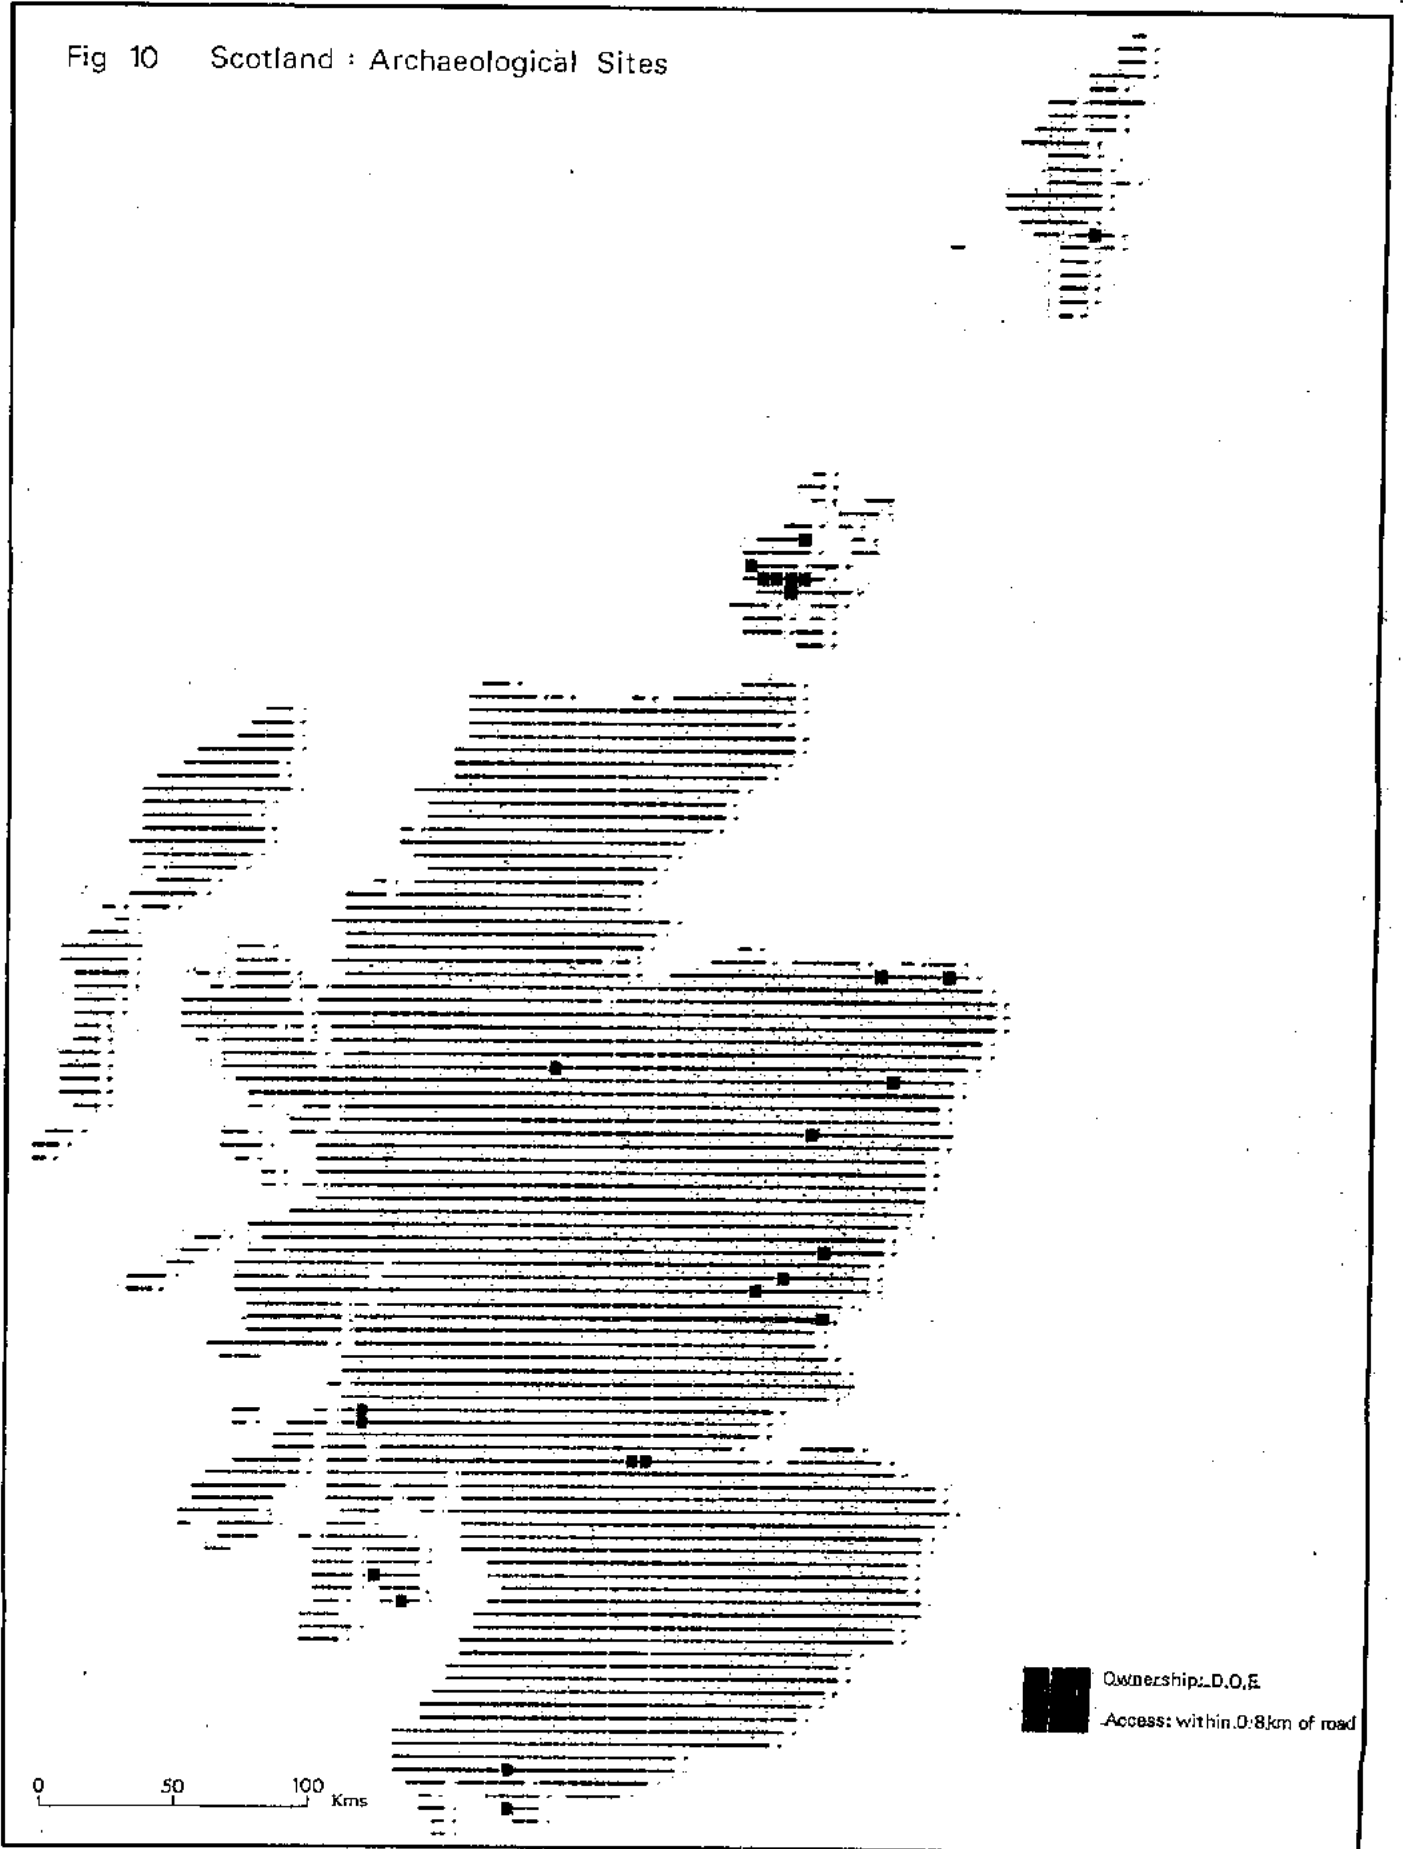 Fig 10 Scotland : Archaeological Sites
Ownership: D.O.E.
Access: within 0.8km of road
0 50 100 Kms